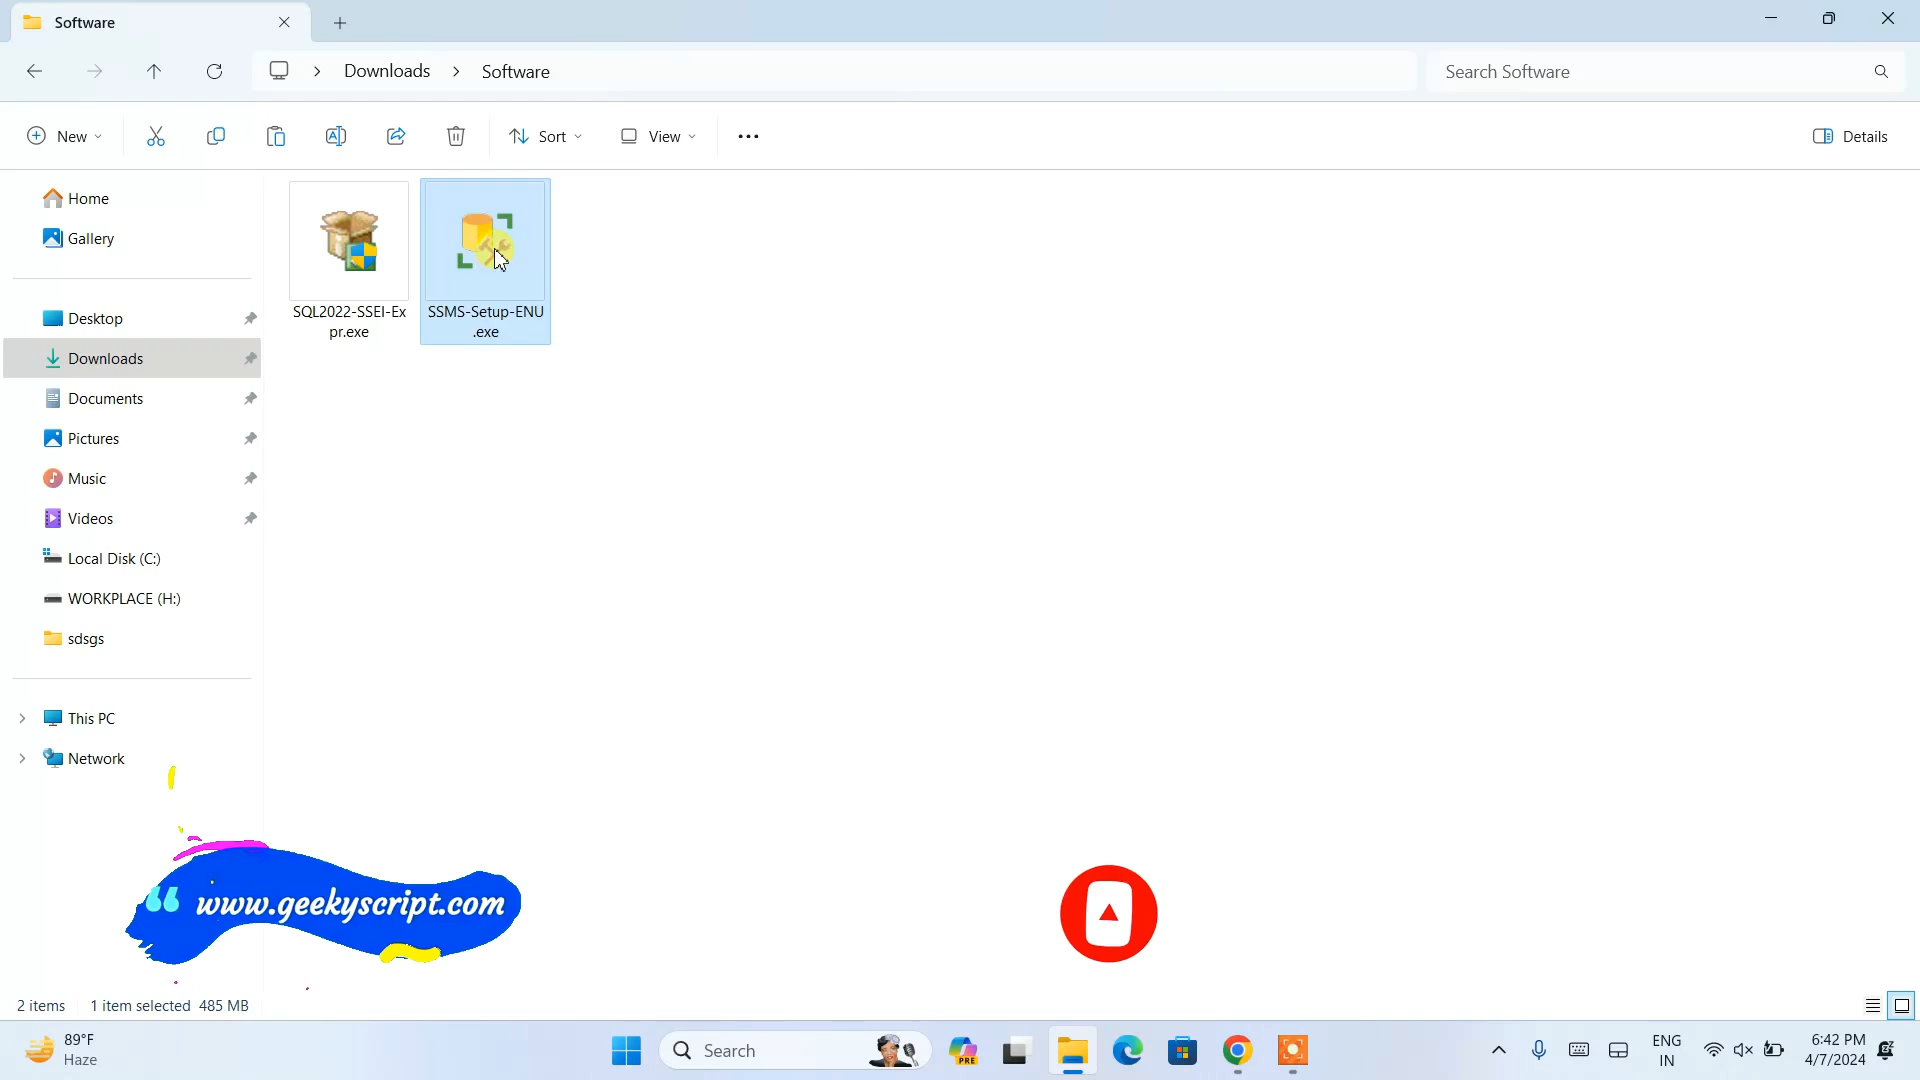 Software
Downloads
Software
Search Software
New
Sort
View
Details
Home
Gallery
Desktop
Downloads
Documents
Pictures
Music
Videos
Local Disk (C:)
WORKPLACE (H:)
sdsgs
This PC
Network
SQL2022-SSEI-Ex
pr.exe
SSMS-Setup-ENU
.exe
www.geekyscript.com
2 items
1 item selected 485 MB
89°F
Haze
Search
PRE
ENG
IN
6:42 PM
4/7/2024